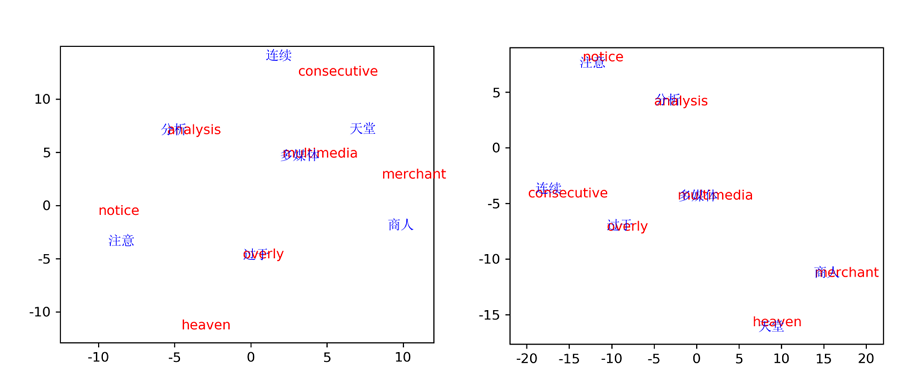 连续
consecutive
10
分析
analysis
天堂
5
多媒体
multimedia
merchant
0
notice
商人
注意
-5
过于
overly
-10
heaven
-10 -5 0 5 10
notice
注意
5
分析
analysis
0
连续
consecutive
多媒体
multimedia
-5
过于
overly
-10
商人
merchant
-15
heaven
天堂
-20 -15 -10 -5 0 5 10 15 20